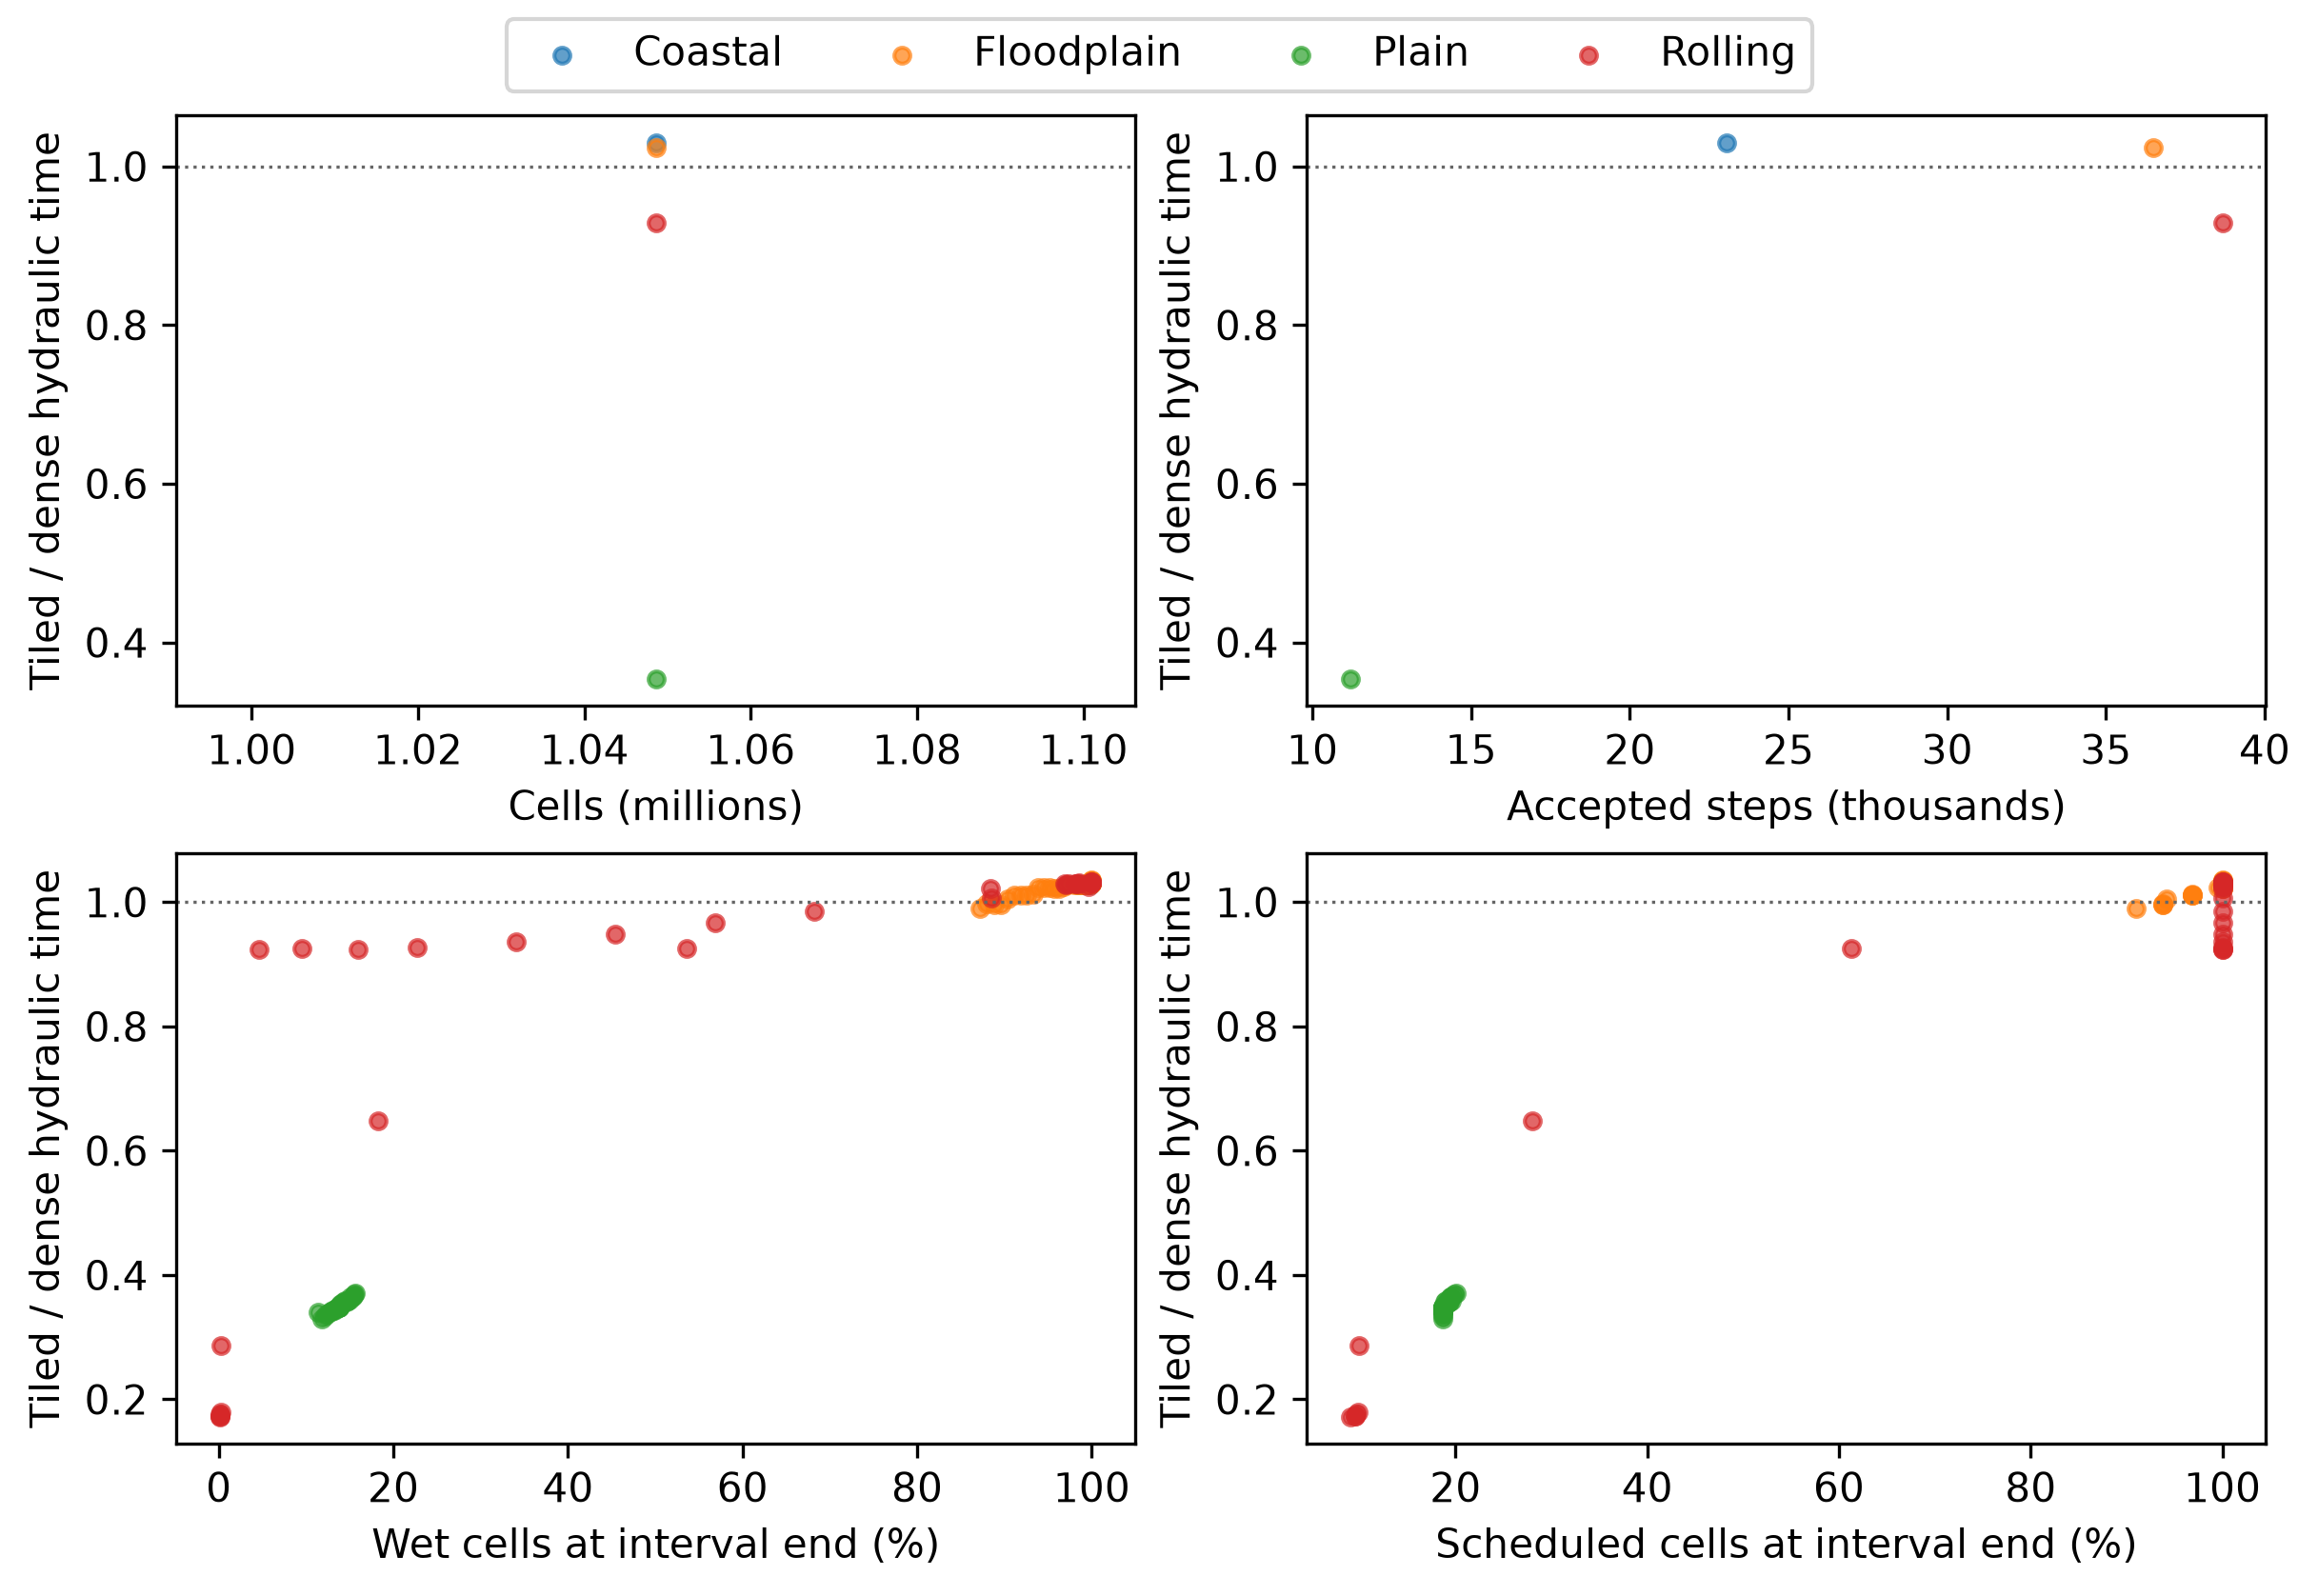 Coastal Floodplain Plain Rolling
Tiled / dense hydraulic time
1.0
0.8
0.6
0.4
1.00 1.02 1.04 1.06 1.08 1.10
Cells (millions)
Tiled / dense hydraulic time
1.0
0.8
0.6
0.4
10 15 20 25 30 35 40
Accepted steps (thousands)
Tiled / dense hydraulic time
1.0
0.8
0.6
0.4
0.2
0 20 40 60 80 100
Wet cells at interval end (%)
Tiled / dense hydraulic time
1.0
0.8
0.6
0.4
0.2
20 40 60 80 100
Scheduled cells at interval end (%)